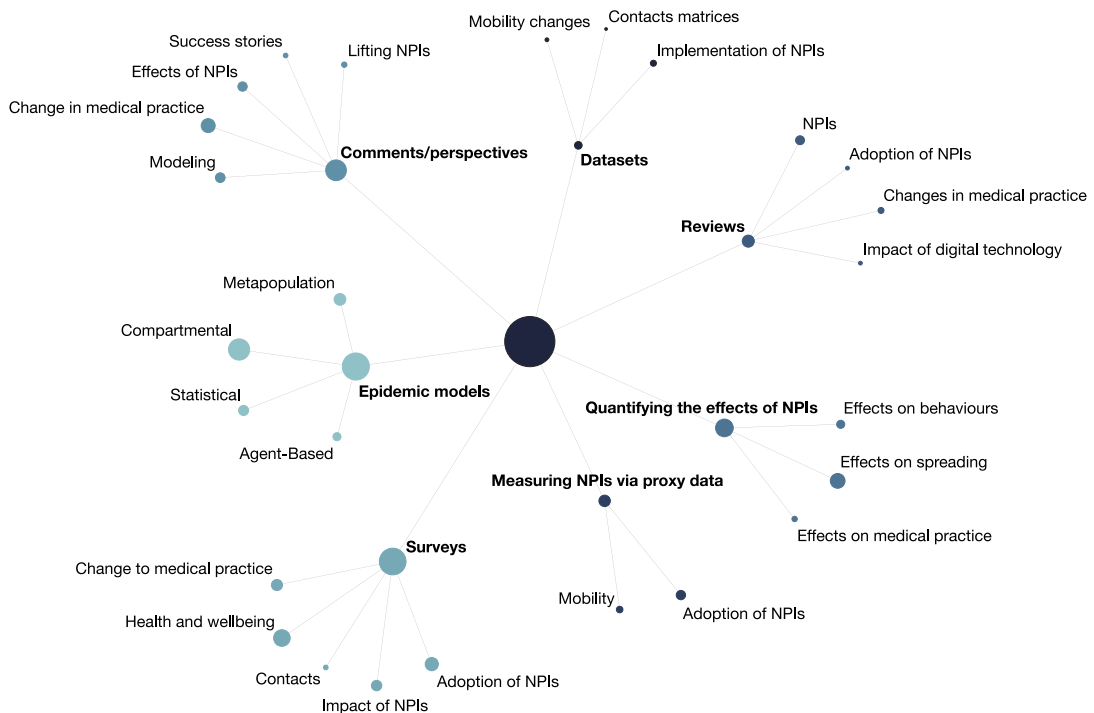 Mobility changes
Contacts matrices
Implementation of NPIs
Datasets
Success stories
Lifting NPIs
Effects of NPIs
Change in medical practice
Modeling
Comments/perspectives
NPIs
Adoption of NPIs
Changes in medical practice
Impact of digital technology
Reviews
Metapopulation
Compartmental
Statistical
Agent-Based
Epidemic models
Quantifying the effects of NPIs
Effects on behaviours
Effects on spreading
Effects on medical practice
Measuring NPIs via proxy data
Mobility
Adoption of NPIs
Surveys
Change to medical practice
Health and wellbeing
Contacts
Impact of NPIs
Adoption of NPIs